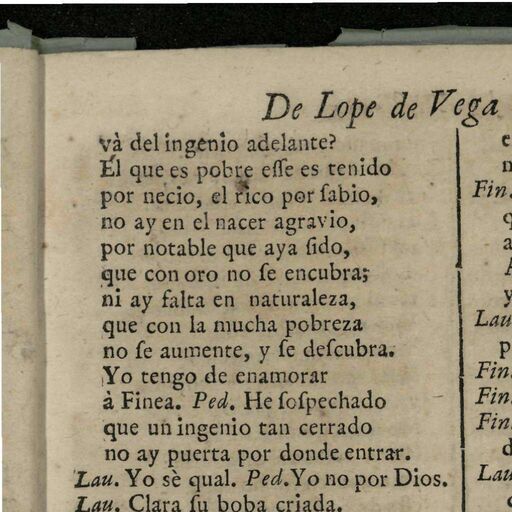 De Lope de Vega
và del ingenio adelante?
El que es pobre esse es tenido
por necio, el rico por sabio,
no ay en el nacer agravio,
por notable que aya sido,
que con oro no se encubra;
ni ay falta en naturaleza,
que con la mucha pobreza
no se aumente, y se descubra.
Yo tengo de enamorar
à Finea. Ped. He sospechado
que un ingenio tan cerrado
no ay puerta por donde entrar.
Lau. Yo sè qual. Ped. Yo no por Dios.
Lau. Clara su boba criada.
Fin.
Lau
Fin.
Fin.
Fin.
Lau